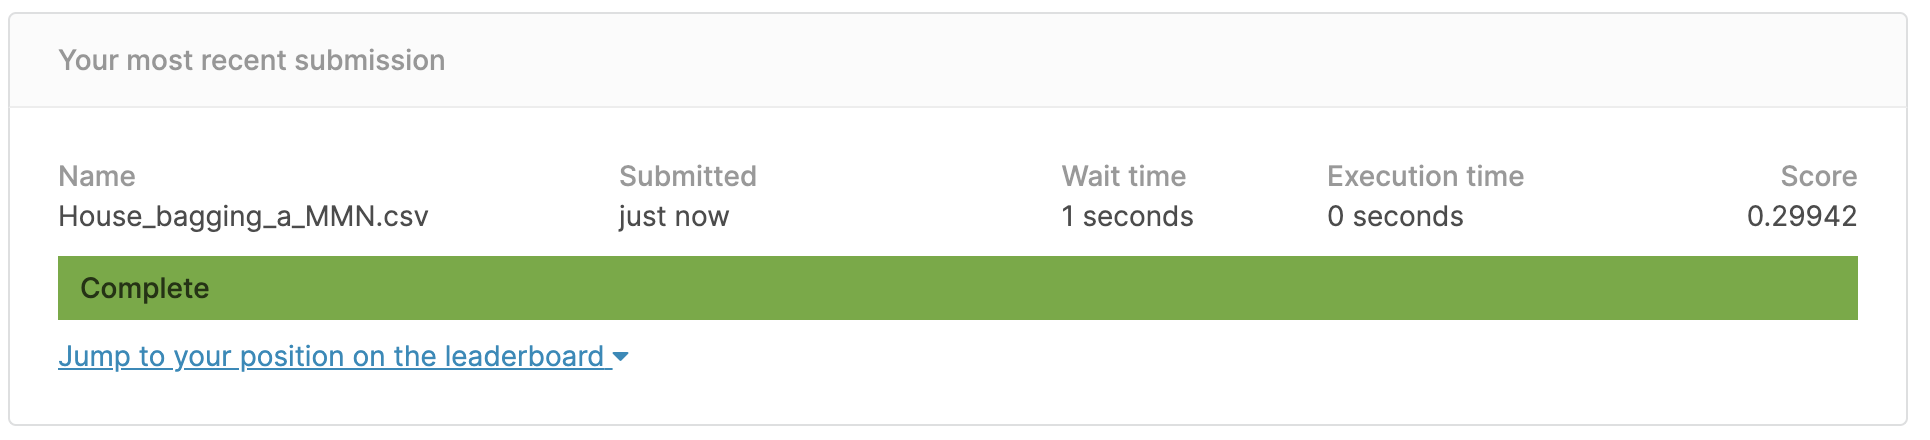 Your most recent submission
Name Submitted Wait time Execution time Score
House_bagging_a_MMN.csv just now 1 seconds 0 seconds 0.29942
Complete
Jump to your position on the leaderboard